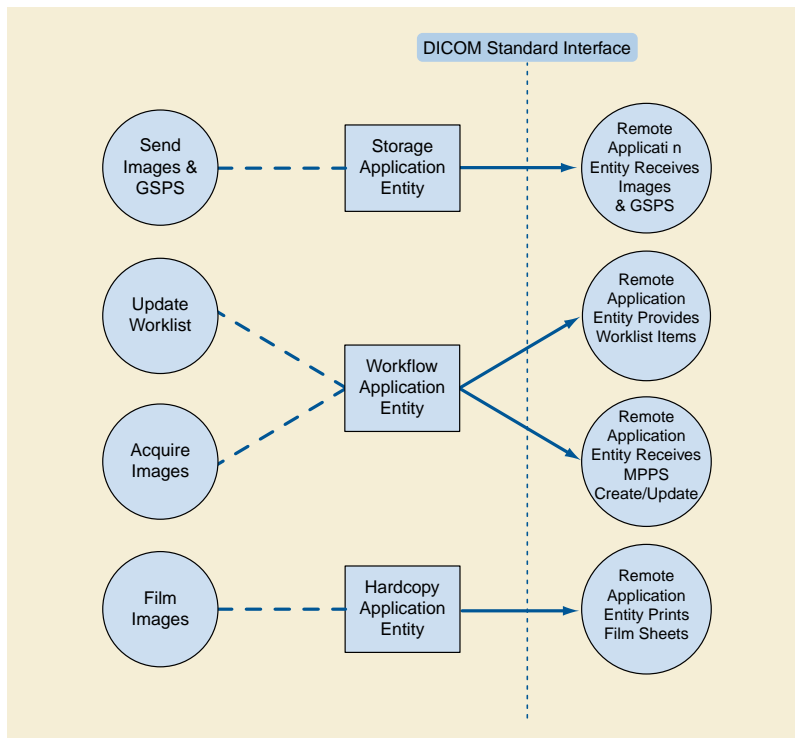 DICOM Standard Interface
Send
Images &
GSPS
Storage
Application
Entity
Remote
Applicati n
Entity Receives
Images
& GSPS
Update
Worklist
Workflow
Application
Entity
Remote
Application
Entity Provides
Worklist Items
Acquire
Images
Remote
Application
Entity Receives
MPPS
Create/Update
Film
Images
Hardcopy
Application
Entity
Remote
Application
Entity Prints
Film Sheets